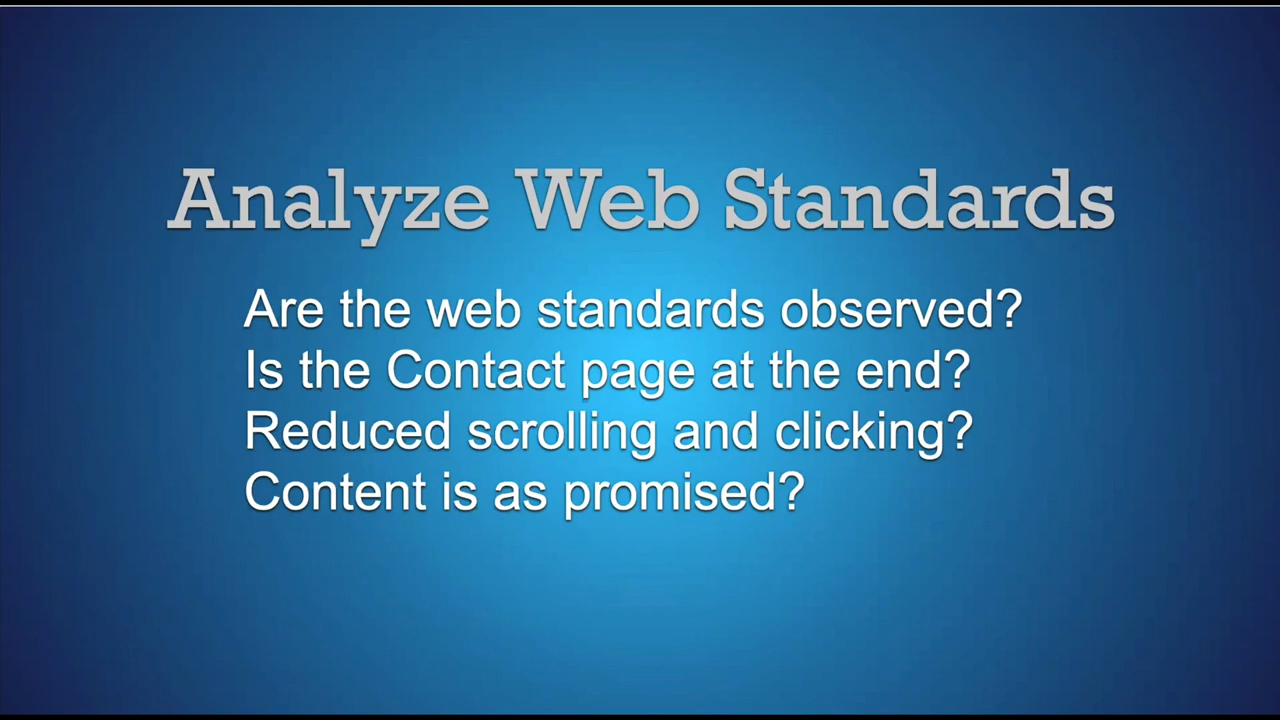 Analyze Web Standards
Are the web standards observed?
Is the Contact page at the end?
Reduced scrolling and clicking?
Content is as promised?